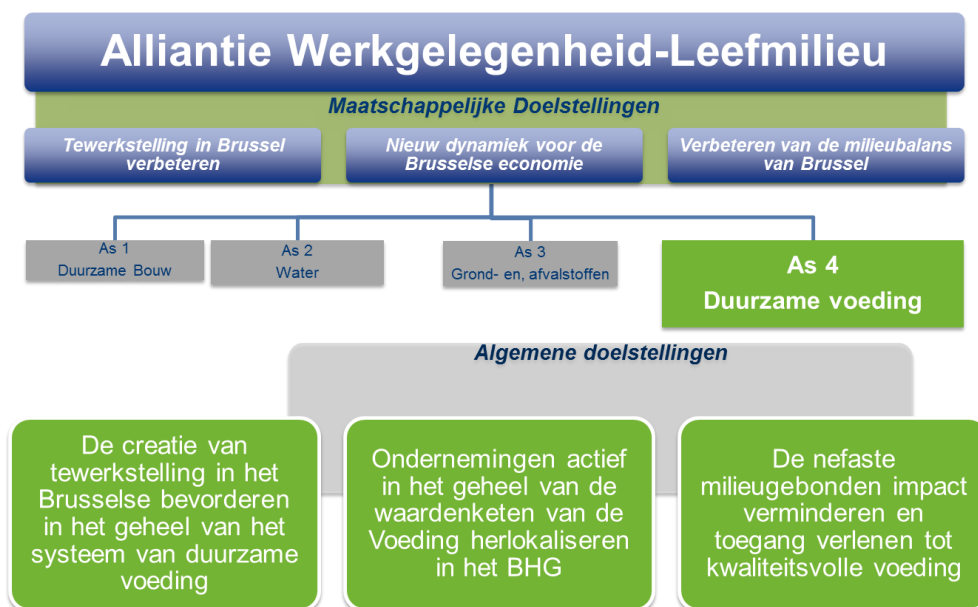 Alliantie Werkgelegenheid-Leefmilieu
Maatschappelijke Doelstellingen
Tewerkstelling in Brussel
verbeteren
Nieuw dynamiek voor de
Brusselse economie
Verbeteren van de milieubalans
van Brussel
As 1
Duurzame Bouw
As 2
Water
As 3
Grond- en, afvalstoffen
As 4
Duurzame voeding
Algemene doelstellingen
De creatie van
tewerkstelling in het
Brusselse bevorderen
in het geheel van het
systeem van duurzame
voeding
Ondernemingen actief
in het geheel van de
waardenketen van de
Voeding herlokaliseren
in het BHG
De nefaste
milieugebonden impact
verminderen en
toegang verlenen tot
kwaliteitsvolle voeding